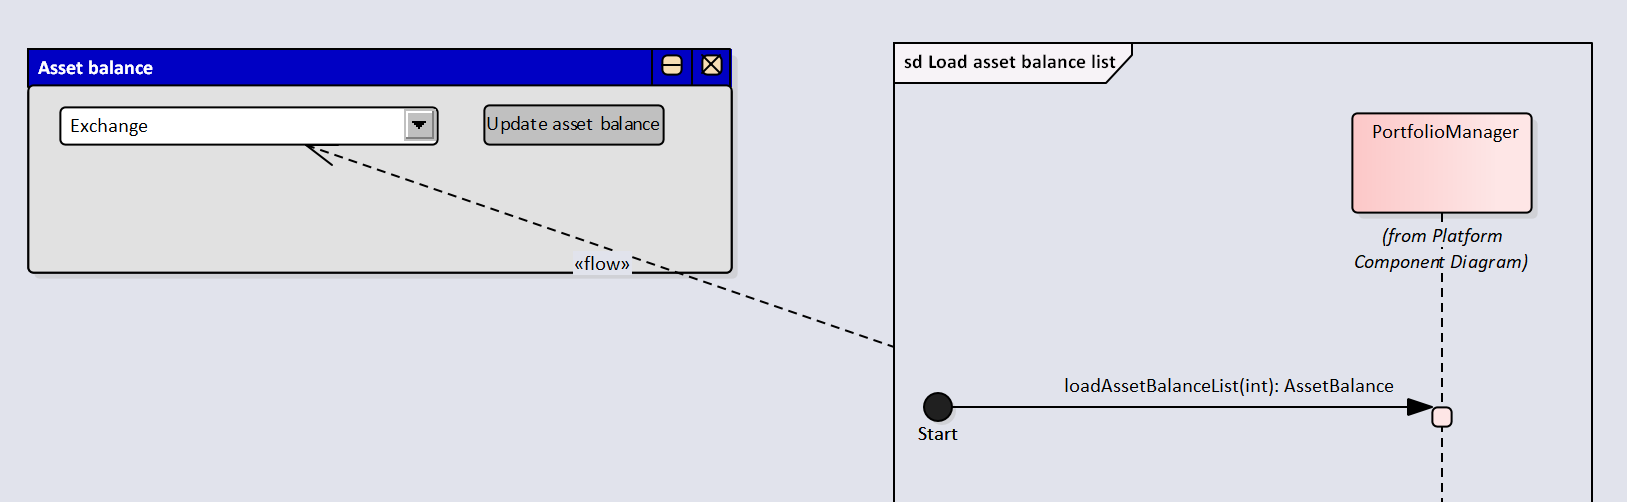 Asset balance
Exchange
Update asset balance
«flow»
sd Load asset balance list
PortfolioManager
(from Platform
Component Diagram)
loadAssetBalanceList(int): AssetBalance
Start